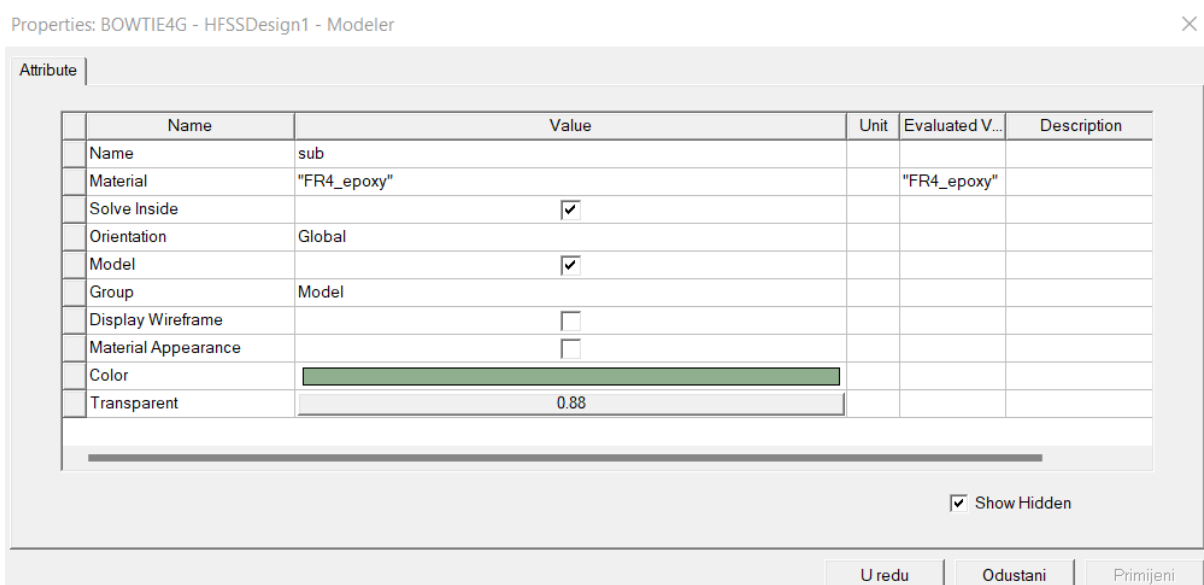 Properties: BOWTIE4G - HFSSDesign1 - Modeler
Attribute
Name Value Unit Evaluated V... Description
Name sub
Material "FR4_epoxy" "FR4_epoxy"
Solve Inside
Orientation Global
Model
Group Model
Display Wireframe
Material Appearance
Color
Transparent 0.88
Show Hidden
U redu Odustani Primijeni